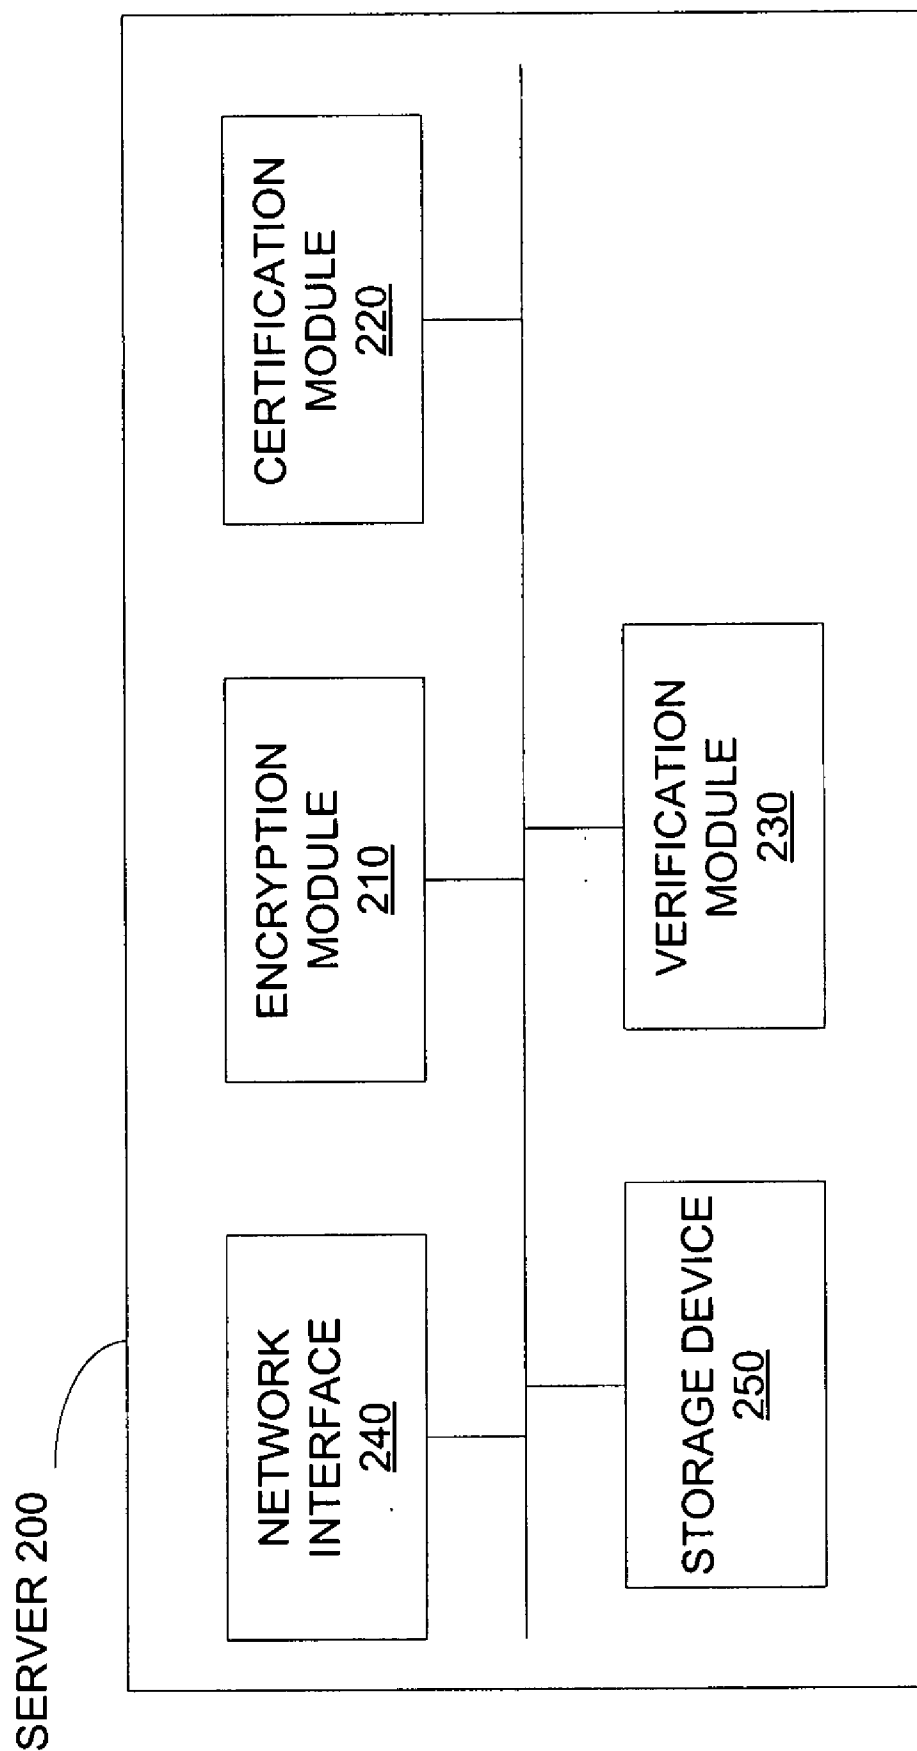 SERVER 200
NETWORK
INTERFACE
240
ENCRYPTION
MODULE
210
CERTIFICATION
MODULE
220
STORAGE DEVICE
250
VERIFICATION
MODULE
230